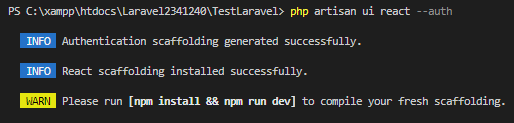 PS C:\xampp\htdocs\Laravel2341240\TestLaravel> php artisan ui react --auth
INFO Authentication scaffolding generated successfully.
INFO React scaffolding installed successfully.
WARN Please run [npm install && npm run dev] to compile your fresh scaffolding.